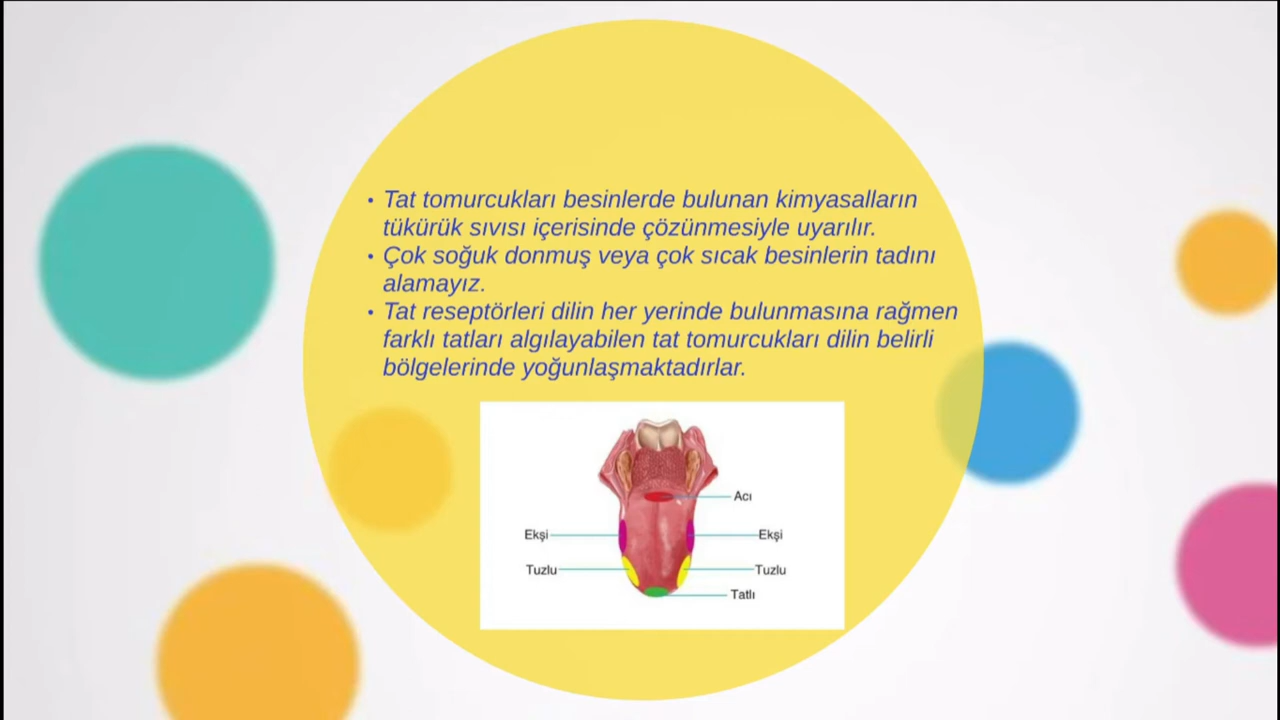 • Tat tomurcukları besinlerde bulunan kimyasalların
tükürük sıvısı içerisinde çözünmesiyle uyarılır.
• Çok soğuk donmuş veya çok sıcak besinlerin tadını
alamayız.
• Tat reseptörleri dilin her yerinde bulunmasına rağmen
farklı tatları algılayabilen tat tomurcukları dilin belirli
bölgelerinde yoğunlaşmaktadırlar.
Acı
Ekşi
Ekşi
Tuzlu
Tuzlu
Tatlı